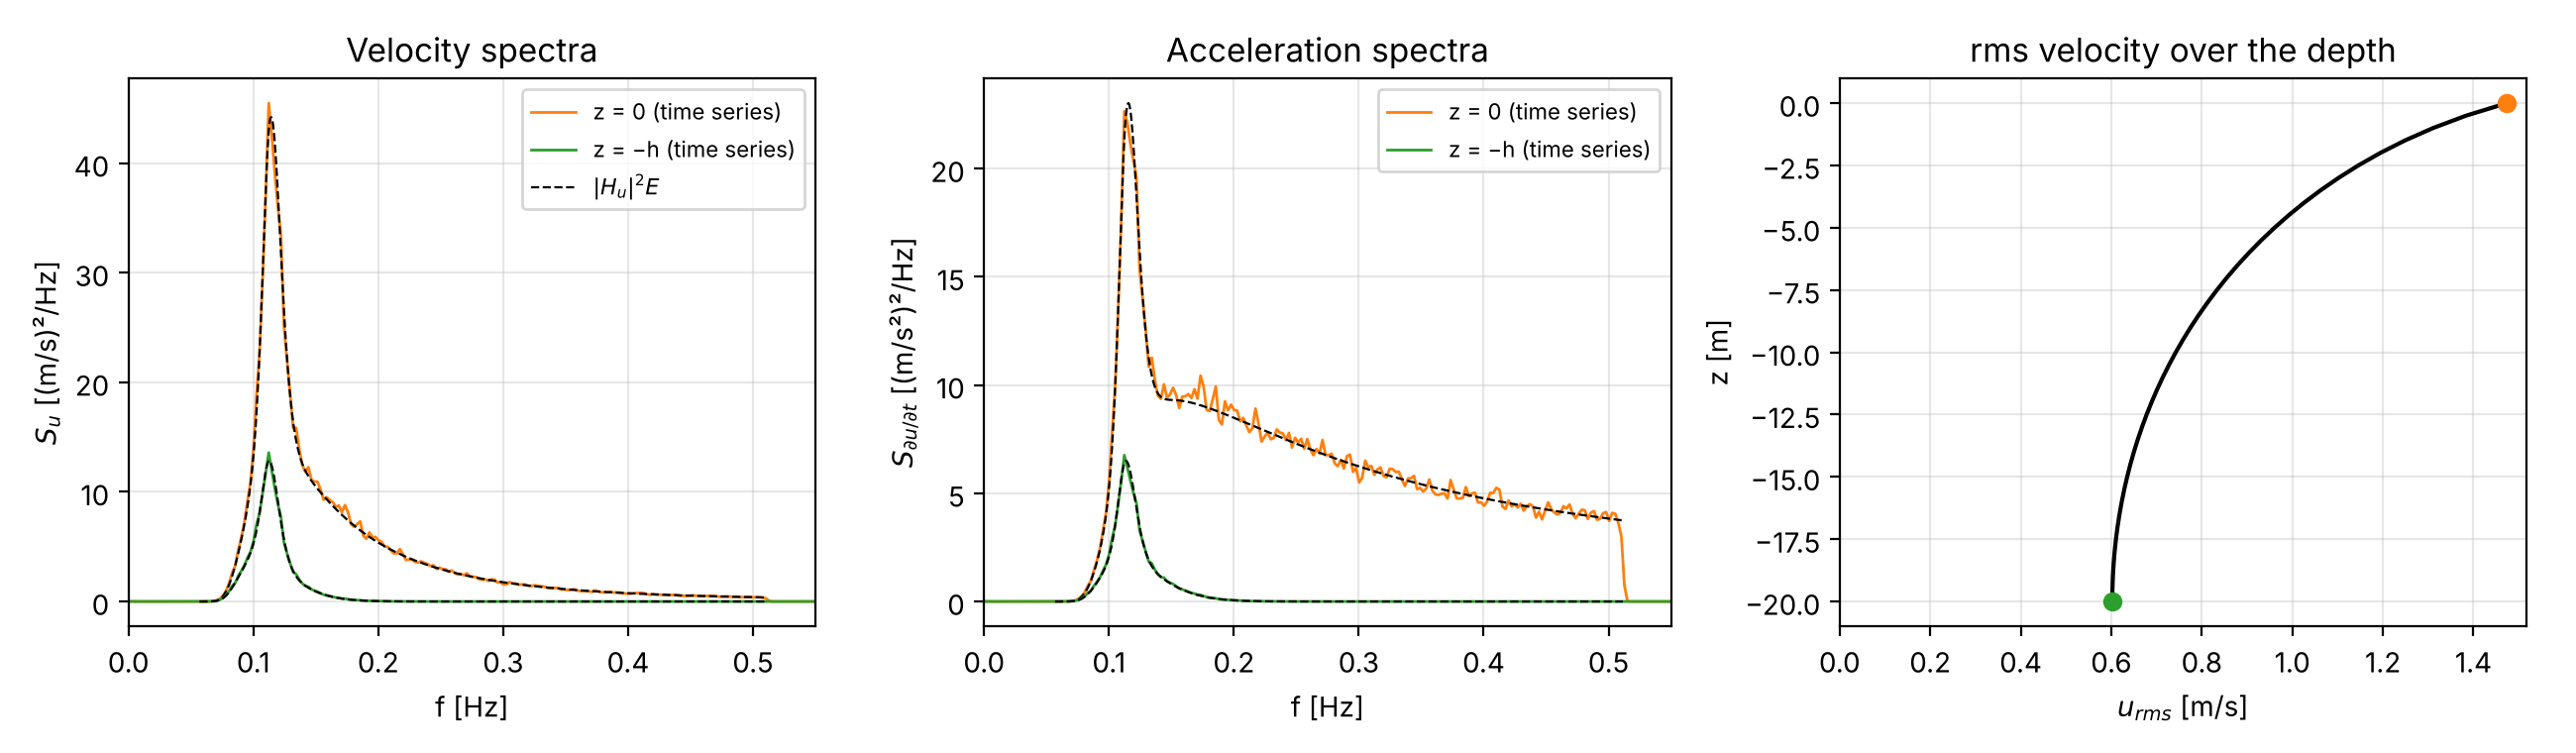 Velocity spectra
z = 0 (time series)
z = −h (time series)
|H_u|²E
S_u [(m/s)²/Hz]
40
30
20
10
0
0.0 0.1 0.2 0.3 0.4 0.5
f [Hz]
Acceleration spectra
z = 0 (time series)
z = −h (time series)
S_∂u/∂t [(m/s²)²/Hz]
20
15
10
5
0
0.0 0.1 0.2 0.3 0.4 0.5
f [Hz]
rms velocity over the depth
z [m]
0.0
−2.5
−5.0
−7.5
−10.0
−12.5
−15.0
−17.5
−20.0
0.0 0.2 0.4 0.6 0.8 1.0 1.2 1.4
u_rms [m/s]